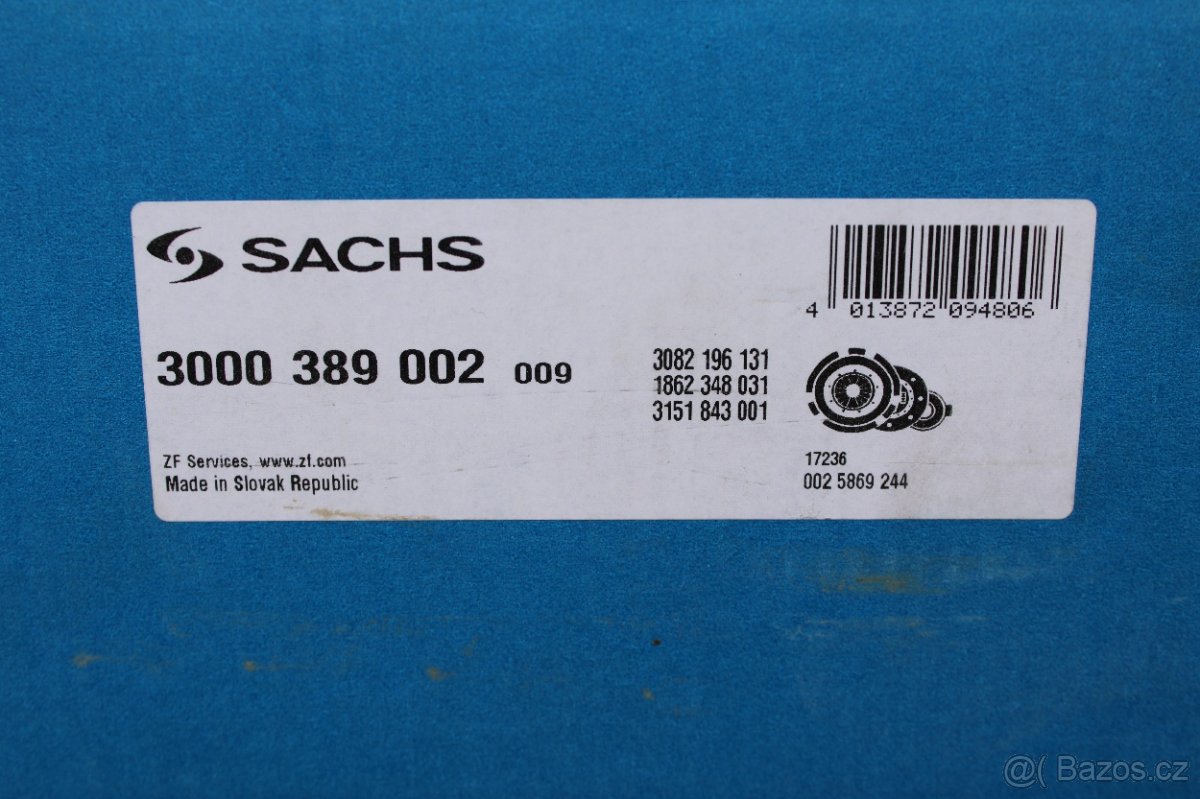 SACHS
4 013872 094806
3000 389 002 009
3082 196 131
1862 348 031
3151 843 001
ZF Services, www.zf.com
Made in Slovak Republic
17236
002 5869 244
@( Bazos.cz